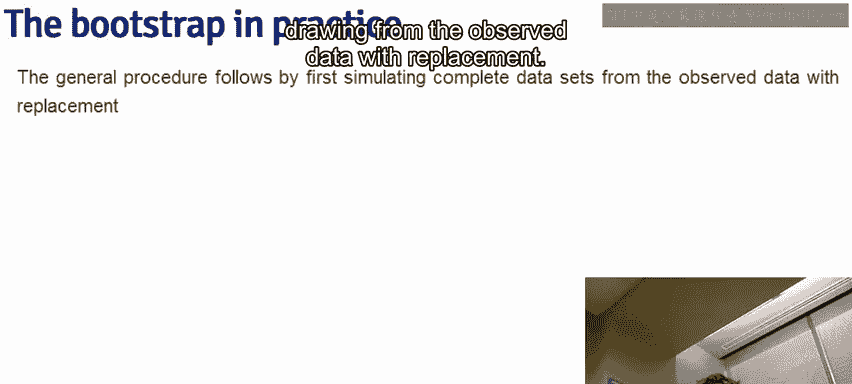 The bootstrap in practice
drawing from the observed
data with replacement.
The general procedure follows by first simulating complete data sets from the observed data with
replacement